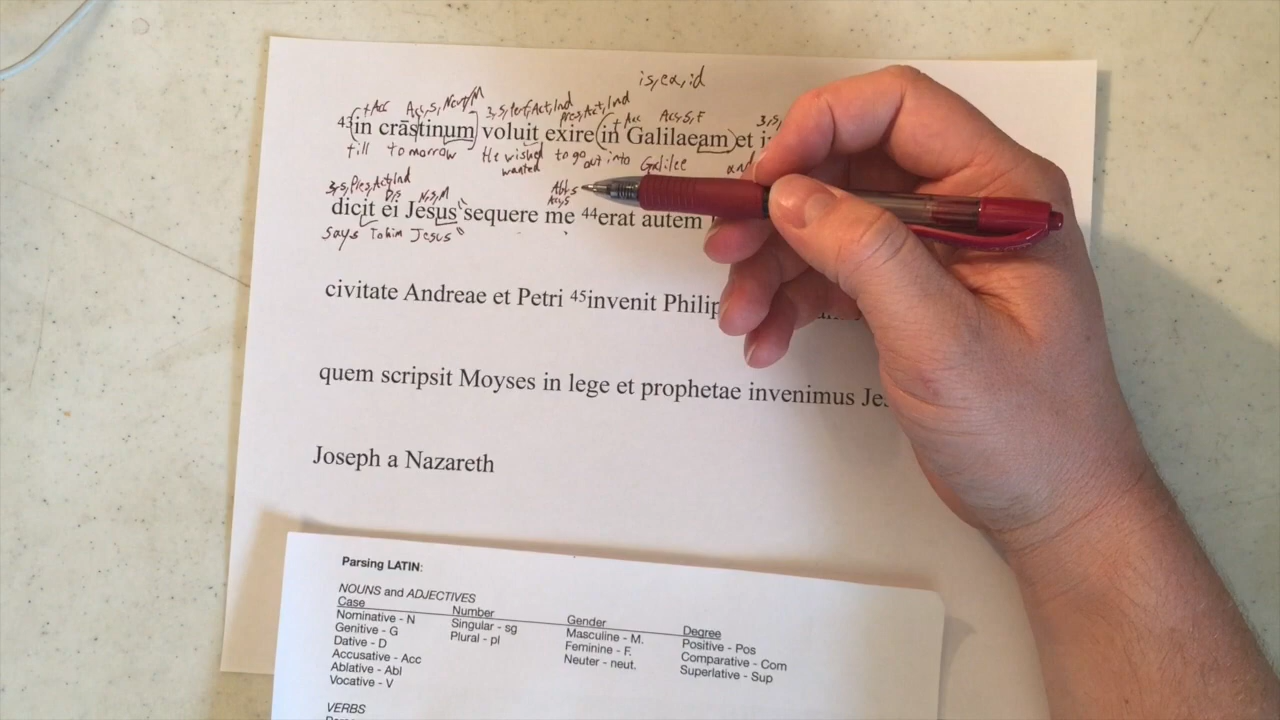 is, ea, id
+Acc Acc, S, Neut/M 3, S, Perf, Act, Ind Pres, Act, Ind +Acc Acc, S, F 3, S,
43in crāstinum voluit exire (in Galilaeam) et
till tomorrow He wished to go out into Galilee and
wanted
3, S, Pres, Act, Ind D, S N, S, M Abl, S
Acc, S
dicit ei Jesus "sequere me 44erat autem
says To him Jesus "
civitate Andreae et Petri 45invenit Philip
quem scripsit Moyses in lege et prophetae invenimus Jes
Joseph a Nazareth
Parsing LATIN:
NOUNS and ADJECTIVES
Case Number Gender Degree
Nominative - N Singular - sg Masculine - M. Positive - Pos
Genitive - G Plural - pl Feminine - F. Comparative - Com
Dative - D Neuter - neut. Superlative - Sup
Accusative - Acc
Ablative - Abl
Vocative - V
VERBS